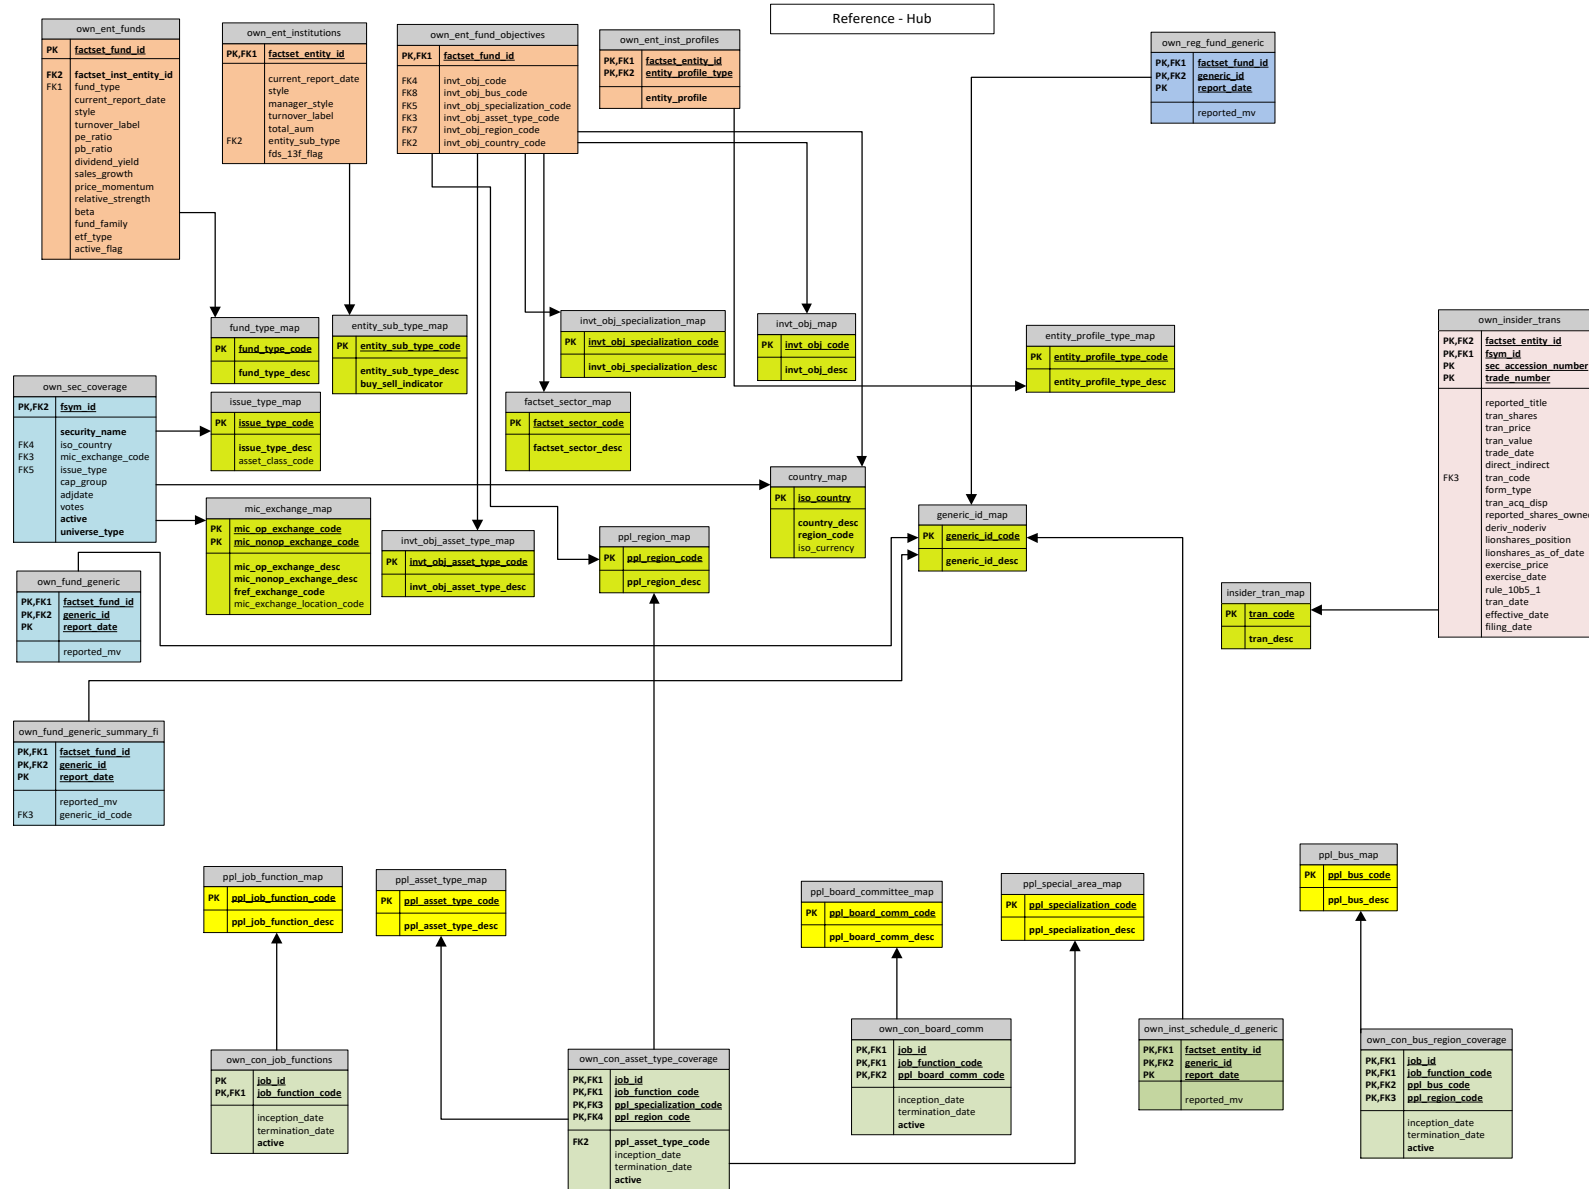 Reference - Hub
own_ent_funds
PK factset_fund_id
FK2 factset_inst_entity_id
FK1 fund_type
current_report_date
style
turnover_label
pe_ratio
pb_ratio
dividend_yield
sales_growth
price_momentum
relative_strength
beta
fund_family
etf_type
active_flag
own_ent_institutions
PK,FK1 factset_entity_id
current_report_date
style
manager_style
turnover_label
total_aum
FK2 entity_sub_type
fds_13f_flag
own_ent_fund_objectives
PK,FK1 factset_fund_id
FK4 invt_obj_code
FK8 invt_obj_bus_code
FK5 invt_obj_specialization_code
FK3 invt_obj_asset_type_code
FK7 invt_obj_region_code
FK2 invt_obj_country_code
own_ent_inst_profiles
PK,FK1 factset_entity_id
PK,FK2 entity_profile_type
entity_profile
own_reg_fund_generic
PK,FK1 factset_fund_id
PK,FK2 generic_id
PK report_date
reported_mv
fund_type_map
PK fund_type_code
fund_type_desc
entity_sub_type_map
PK entity_sub_type_code
entity_sub_type_desc
buy_sell_indicator
invt_obj_specialization_map
PK invt_obj_specialization_code
invt_obj_specialization_desc
invt_obj_map
PK invt_obj_code
invt_obj_desc
entity_profile_type_map
PK entity_profile_type_code
entity_profile_type_desc
own_insider_trans
PK,FK2 factset_entity_id
PK,FK1 fsym_id
PK sec_accession_number
PK trade_number
reported_title
tran_shares
tran_price
tran_value
trade_date
direct_indirect
FK3 tran_code
form_type
tran_acq_disp
reported_shares_owned
deriv_noderiv
lionshares_position
lionshares_as_of_date
exercise_price
exercise_date
rule_10b5_1
tran_date
effective_date
filing_date
own_sec_coverage
PK,FK2 fsym_id
security_name
FK4 iso_country
FK3 mic_exchange_code
FK5 issue_type
cap_group
adjdate
votes
active
universe_type
issue_type_map
PK issue_type_code
issue_type_desc
asset_class_code
factset_sector_map
PK factset_sector_code
factset_sector_desc
mic_exchange_map
PK mic_op_exchange_code
PK mic_nonop_exchange_code
mic_op_exchange_desc
mic_nonop_exchange_desc
fref_exchange_code
mic_exchange_location_code
country_map
PK iso_country
country_desc
region_code
iso_currency
invt_obj_asset_type_map
PK invt_obj_asset_type_code
invt_obj_asset_type_desc
ppl_region_map
PK ppl_region_code
ppl_region_desc
generic_id_map
PK generic_id_code
generic_id_desc
own_fund_generic
PK,FK1 factset_fund_id
PK,FK2 generic_id
PK report_date
reported_mv
insider_tran_map
PK tran_code
tran_desc
own_fund_generic_summary_fi
PK,FK1 factset_fund_id
PK,FK2 generic_id
PK report_date
reported_mv
FK3 generic_id_code
ppl_job_function_map
PK ppl_job_function_code
ppl_job_function_desc
ppl_asset_type_map
PK ppl_asset_type_code
ppl_asset_type_desc
ppl_board_committee_map
PK ppl_board_comm_code
ppl_board_comm_desc
ppl_special_area_map
PK ppl_specialization_code
ppl_specialization_desc
ppl_bus_map
PK ppl_bus_code
ppl_bus_desc
own_con_job_functions
PK job_id
PK,FK1 job_function_code
inception_date
termination_date
active
own_con_asset_type_coverage
PK,FK1 job_id
PK,FK1 job_function_code
PK,FK3 ppl_specialization_code
PK,FK4 ppl_region_code
FK2 ppl_asset_type_code
inception_date
termination_date
active
own_con_board_comm
PK,FK1 job_id
PK,FK1 job_function_code
PK,FK2 ppl_board_comm_code
inception_date
termination_date
active
own_inst_schedule_d_generic
PK,FK1 factset_entity_id
PK,FK2 generic_id
PK report_date
reported_mv
own_con_bus_region_coverage
PK,FK1 job_id
PK,FK1 job_function_code
PK,FK2 ppl_bus_code
PK,FK3 ppl_region_code
inception_date
termination_date
active